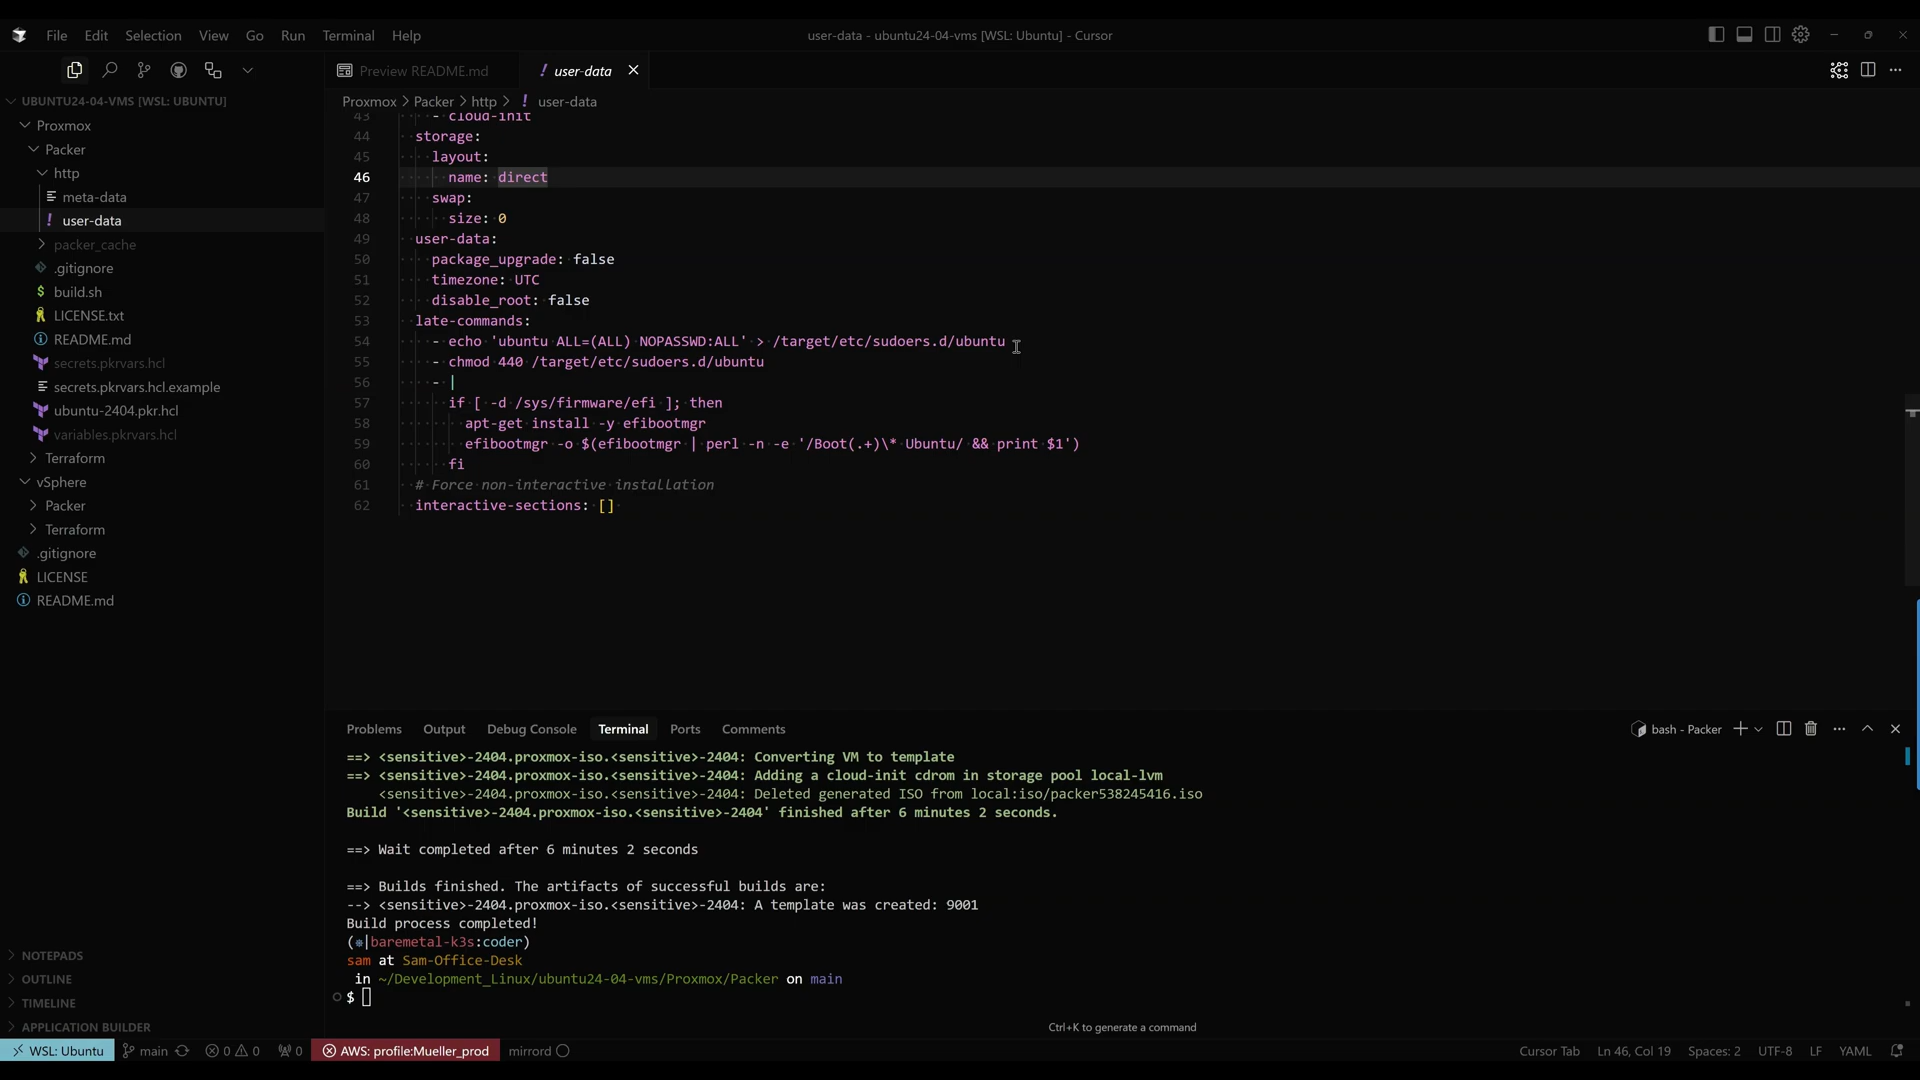 File Edit Selection View Go Run Terminal Help
user-data - ubuntu24-04-vms [WSL: Ubuntu] - Cursor
UBUNTU24-04-VMS [WSL: UBUNTU]
Proxmox
Packer
http
meta-data
user-data
packer_cache
.gitignore
build.sh
LICENSE.txt
README.md
secrets.pkrvars.hcl
secrets.pkrvars.hcl.example
ubuntu-2404.pkr.hcl
variables.pkrvars.hcl
Terraform
vSphere
Packer
Terraform
.gitignore
LICENSE
README.md
NOTEPADS
OUTLINE
TIMELINE
APPLICATION BUILDER
Preview README.md
user-data
Proxmox > Packer > http > ! user-data
43 - cloud-init
44 storage:
45 layout:
46 name: direct
47 swap:
48 size: 0
49 user-data:
50 package_upgrade: false
51 timezone: UTC
52 disable_root: false
53 late-commands:
54 - echo 'ubuntu ALL=(ALL) NOPASSWD:ALL' > /target/etc/sudoers.d/ubuntu
55 - chmod 440 /target/etc/sudoers.d/ubuntu
56 - |
57 if [ -d /sys/firmware/efi ]; then
58 apt-get install -y efibootmgr
59 efibootmgr -o $(efibootmgr | perl -n -e '/Boot(.+)\* Ubuntu/ && print $1')
60 fi
61 # Force non-interactive installation
62 interactive-sections: []
Problems Output Debug Console Terminal Ports Comments
bash - Packer
==> <sensitive>-2404.proxmox-iso.<sensitive>-2404: Converting VM to template
==> <sensitive>-2404.proxmox-iso.<sensitive>-2404: Adding a cloud-init cdrom in storage pool local-lvm
<sensitive>-2404.proxmox-iso.<sensitive>-2404: Deleted generated ISO from local:iso/packer538245416.iso
Build '<sensitive>-2404.proxmox-iso.<sensitive>-2404' finished after 6 minutes 2 seconds.
==> Wait completed after 6 minutes 2 seconds
==> Builds finished. The artifacts of successful builds are:
--> <sensitive>-2404.proxmox-iso.<sensitive>-2404: A template was created: 9001
Build process completed!
(⎈|baremetal-k3s:coder)
sam at Sam-Office-Desk
in ~/Development_Linux/ubuntu24-04-vms/Proxmox/Packer on main
$
Ctrl+K to generate a command
WSL: Ubuntu main 0 0 0 AWS: profile:Mueller_prod mirrord
Cursor Tab Ln 46, Col 19 Spaces: 2 UTF-8 LF YAML